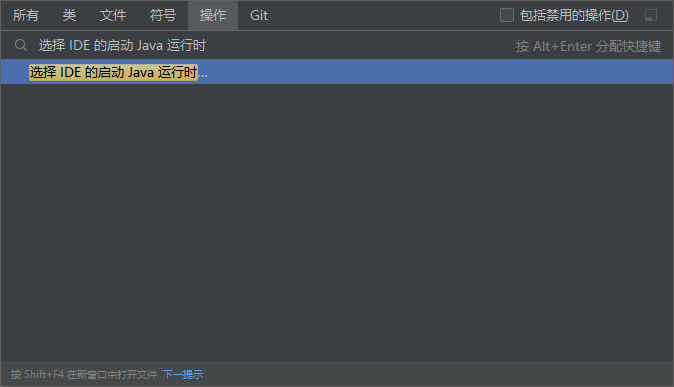 所有 类 文件 符号 操作 Git 包括禁用的操作(D)
选择 IDE 的启动 Java 运行时 按 Alt+Enter 分配快捷键
选择 IDE 的启动 Java 运行时...
按 Shift+F4 在新窗口中打开文件 下一提示